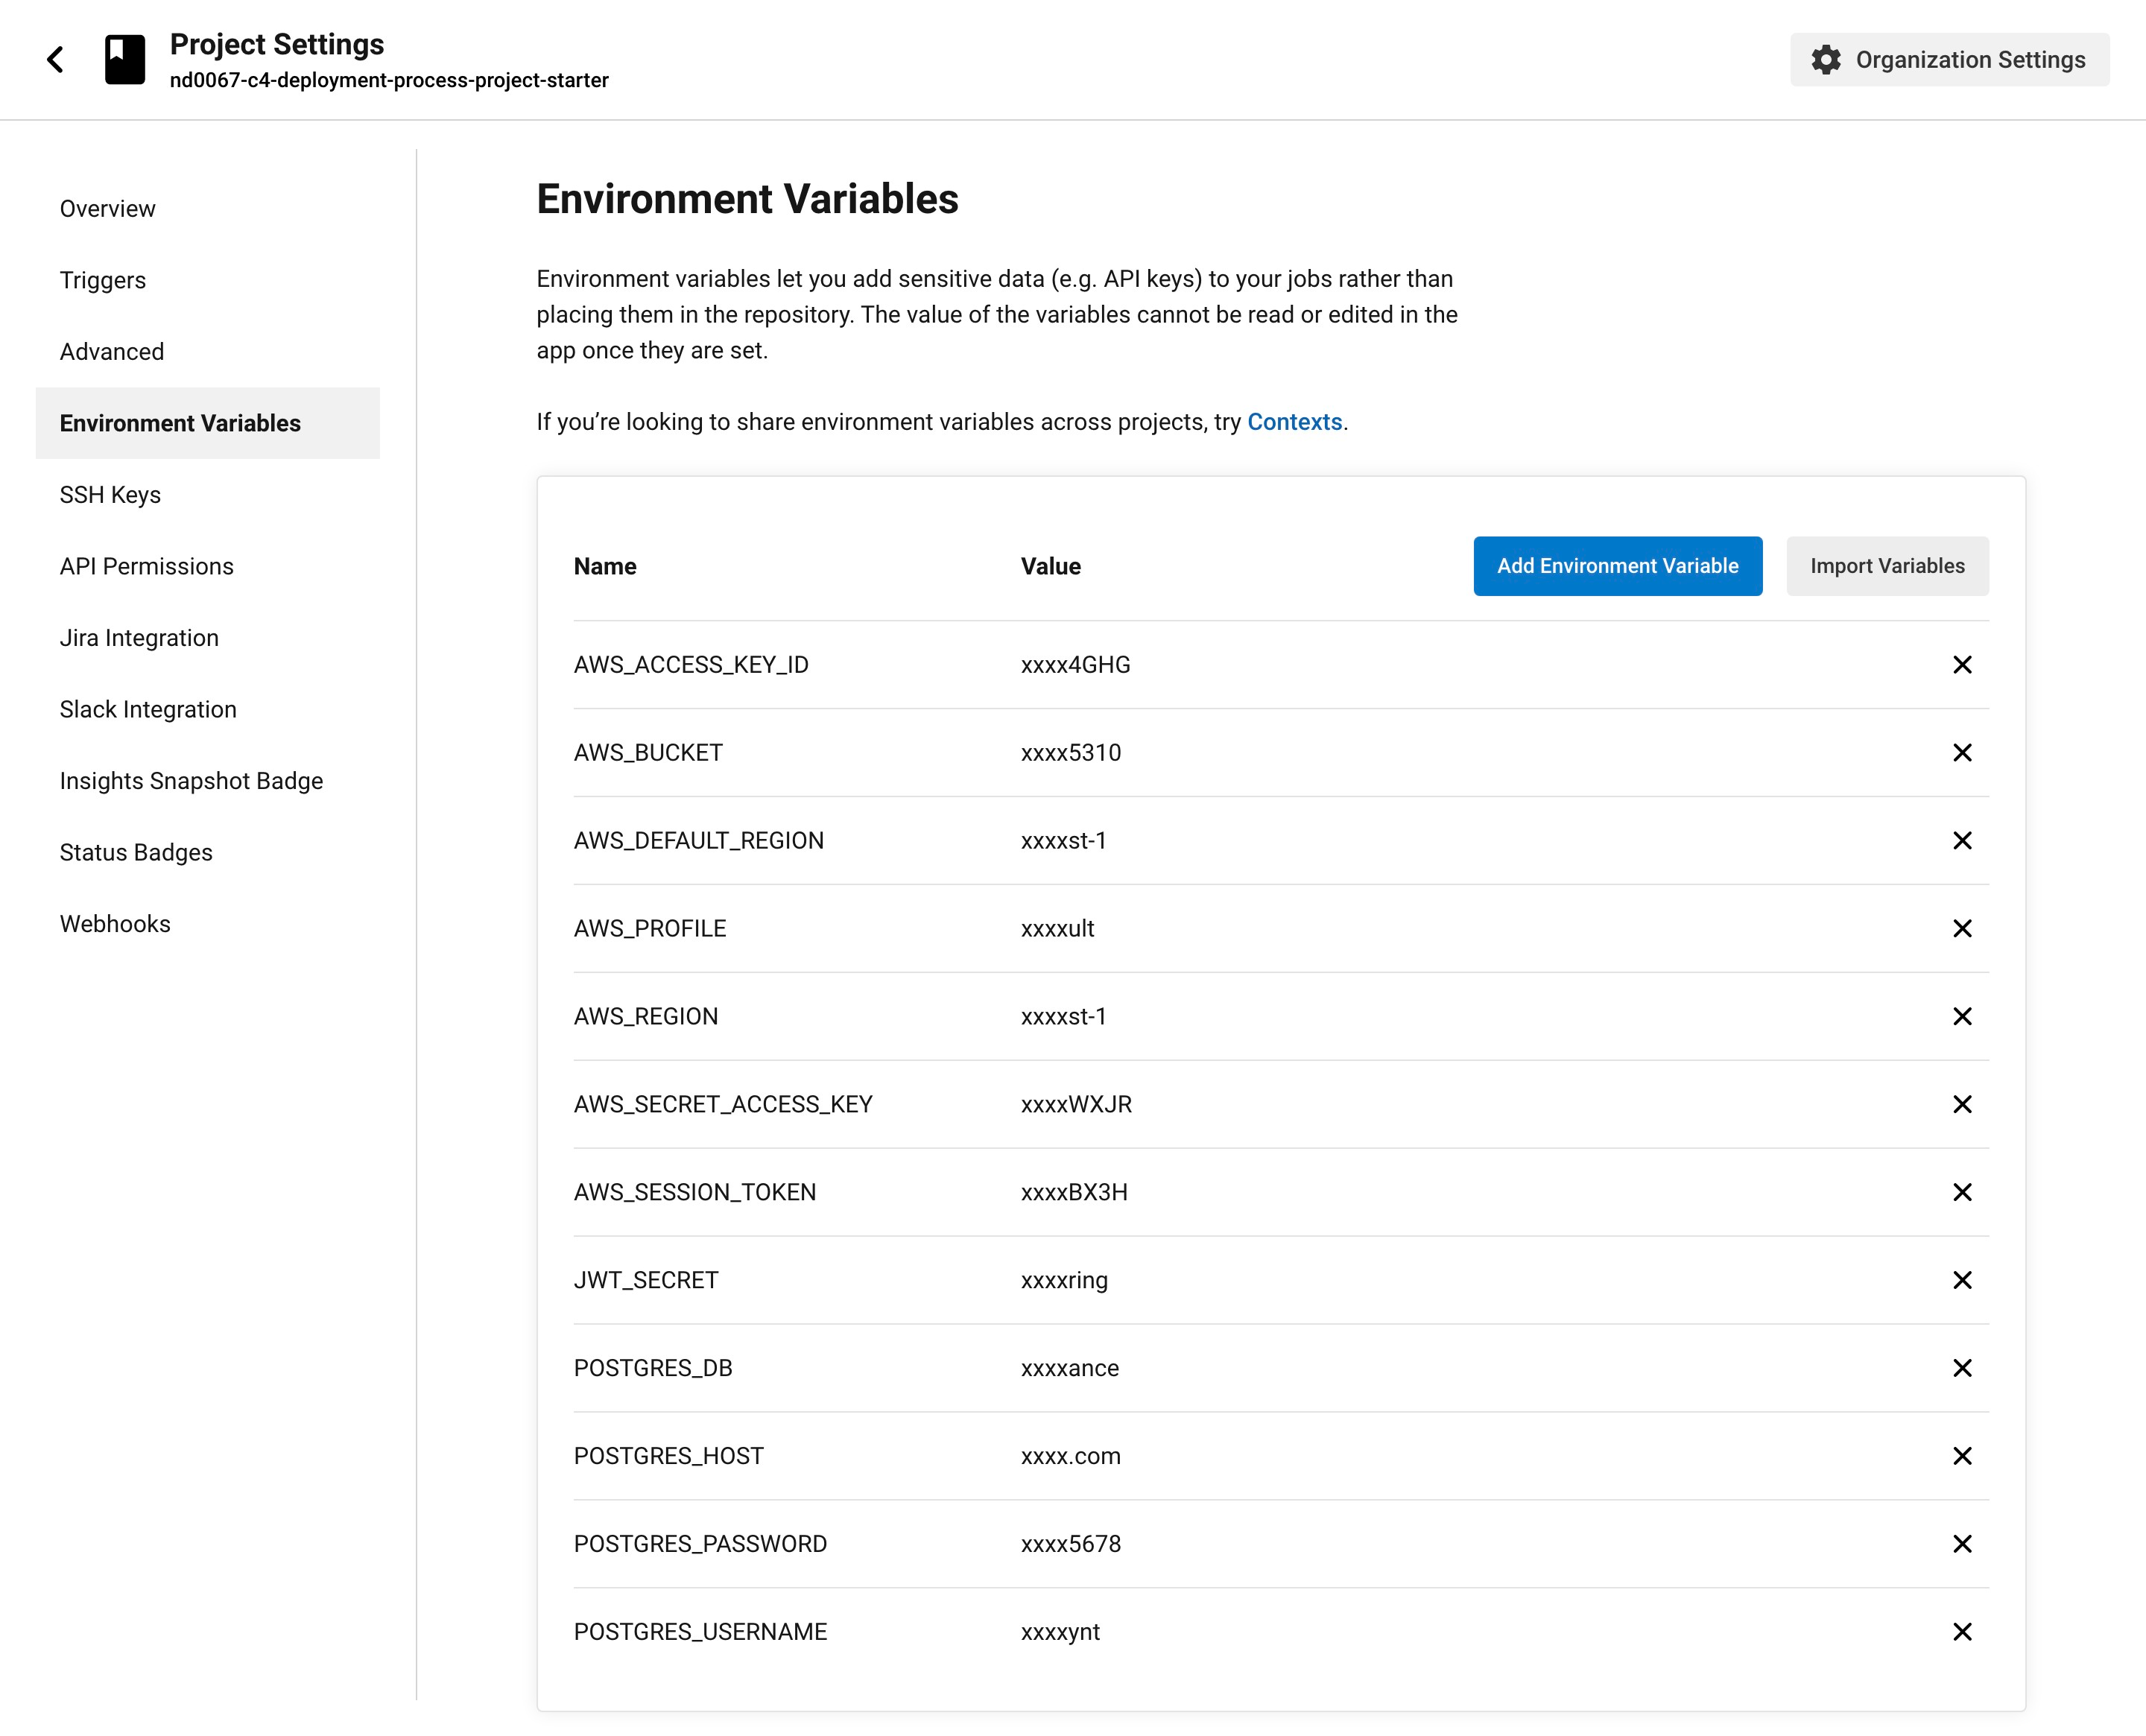 Project Settings
nd0067-c4-deployment-process-project-starter
Organization Settings
Overview
Triggers
Advanced
Environment Variables
SSH Keys
API Permissions
Jira Integration
Slack Integration
Insights Snapshot Badge
Status Badges
Webhooks
Environment Variables
Environment variables let you add sensitive data (e.g. API keys) to your jobs rather than
placing them in the repository. The value of the variables cannot be read or edited in the
app once they are set.
If you’re looking to share environment variables across projects, try Contexts.
Name Value Add Environment Variable Import Variables
AWS_ACCESS_KEY_ID xxxx4GHG
AWS_BUCKET xxxx5310
AWS_DEFAULT_REGION xxxxst-1
AWS_PROFILE xxxxult
AWS_REGION xxxxst-1
AWS_SECRET_ACCESS_KEY xxxxWXJR
AWS_SESSION_TOKEN xxxxBX3H
JWT_SECRET xxxxring
POSTGRES_DB xxxxance
POSTGRES_HOST xxxx.com
POSTGRES_PASSWORD xxxx5678
POSTGRES_USERNAME xxxxynt